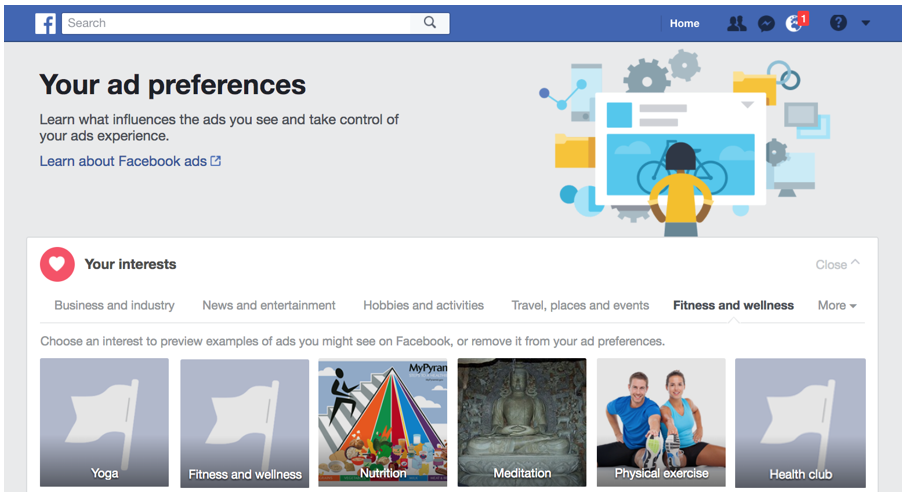 f
Search
Home
1
?
Your ad preferences
Learn what influences the ads you see and take control of
your ads experience.
Learn about Facebook ads
Your interests
Close
Business and industry
News and entertainment
Hobbies and activities
Travel, places and events
Fitness and wellness
More
Choose an interest to preview examples of ads you might see on Facebook, or remove it from your ad preferences.
MyPyram
Yoga
Fitness and wellness
Nutrition
Meditation
Physical exercise
Health club